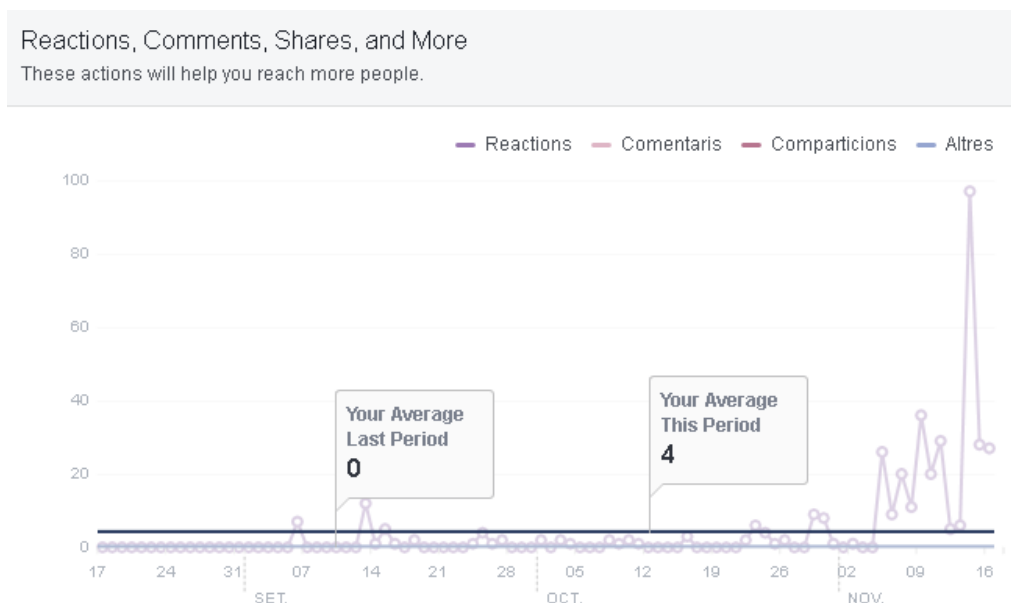 Reactions, Comments, Shares, and More
These actions will help you reach more people.
Reactions Comentaris Comparticions Altres
100
80
60
40
20
0
Your Average
Last Period
0
Your Average
This Period
4
17 24 31 07 14 21 28 05 12 19 26 02 09 16
SET. OCT. NOV.